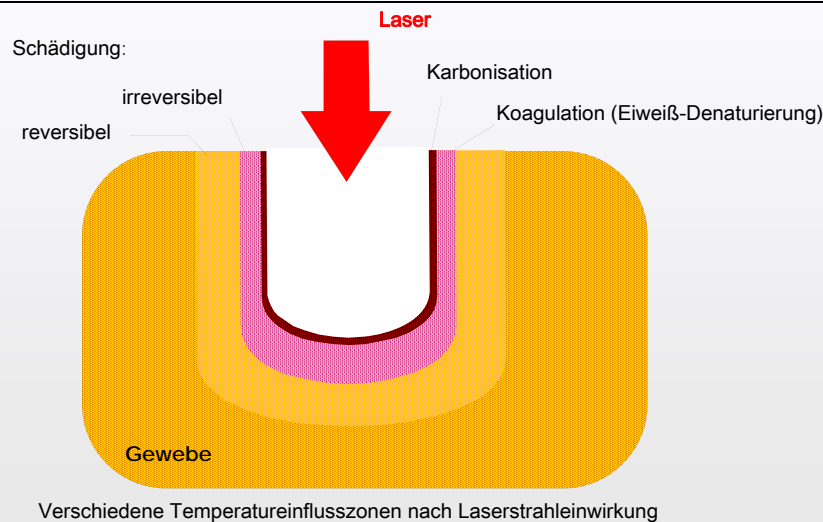 Laser
Schädigung:
Karbonisation
irreversibel
Koagulation (Eiweiß-Denaturierung)
reversibel
Gewebe
Verschiedene Temperatureinflusszonen nach Laserstrahleinwirkung